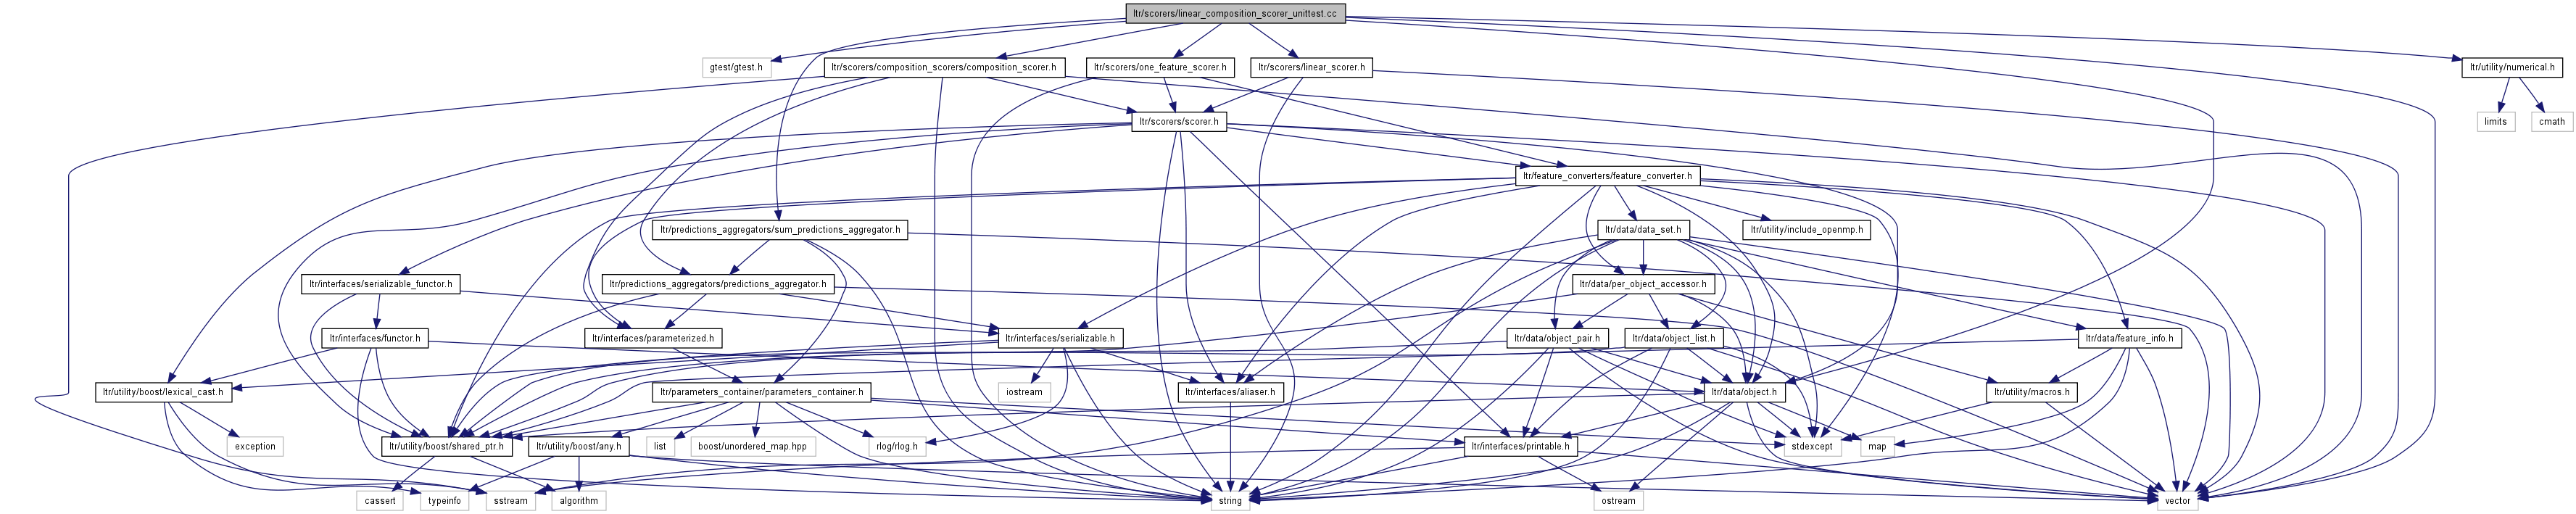 ltr/scorers/linear_composition_scorer_unittest.cc
gtest/gtest.h
ltr/scorers/composition_scorers/composition_scorer.h
ltr/scorers/one_feature_scorer.h
ltr/scorers/linear_scorer.h
ltr/utility/numerical.h
ltr/scorers/scorer.h
limits
cmath
ltr/feature_converters/feature_converter.h
ltr/predictions_aggregators/sum_predictions_aggregator.h
ltr/data/data_set.h
ltr/utility/include_openmp.h
ltr/interfaces/serializable_functor.h
ltr/predictions_aggregators/predictions_aggregator.h
ltr/data/per_object_accessor.h
ltr/interfaces/functor.h
ltr/interfaces/parameterized.h
ltr/interfaces/serializable.h
ltr/data/object_pair.h
ltr/data/object_list.h
ltr/data/feature_info.h
ltr/utility/boost/lexical_cast.h
ltr/parameters_container/parameters_container.h
iostream
ltr/interfaces/aliaser.h
ltr/data/object.h
ltr/utility/macros.h
exception
ltr/utility/boost/shared_ptr.h
ltr/utility/boost/any.h
list
boost/unordered_map.hpp
rlog/rlog.h
ltr/interfaces/printable.h
stdexcept
map
cassert
typeinfo
sstream
algorithm
string
ostream
vector